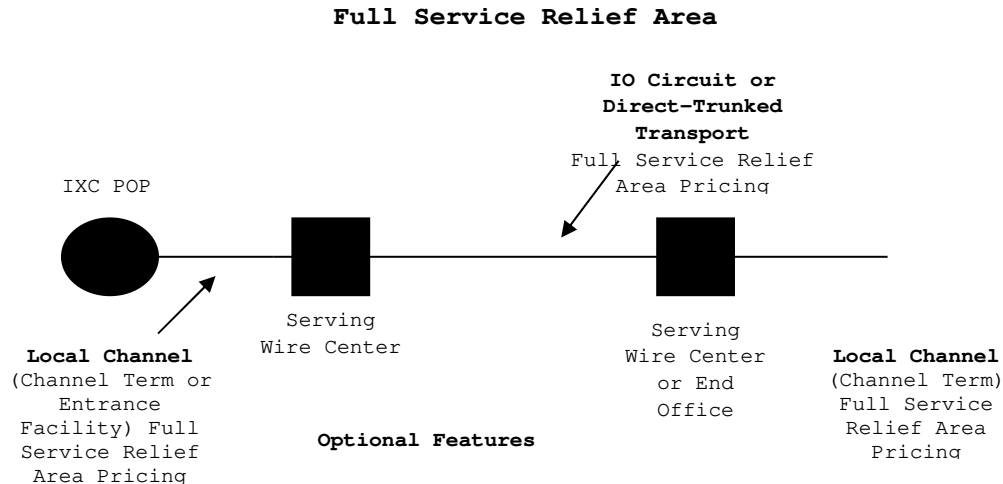 Full Service Relief Area
IO Circuit or
Direct-Trunked
Transport
Full Service Relief
Area Pricing
IXC POP
Serving
Wire Center
Serving
Wire Center
or End
Office
Local Channel
(Channel Term or
Entrance
Facility) Full
Service Relief
Area Pricing
Local Channel
(Channel Term)
Full Service
Relief Area
Pricing
Optional Features